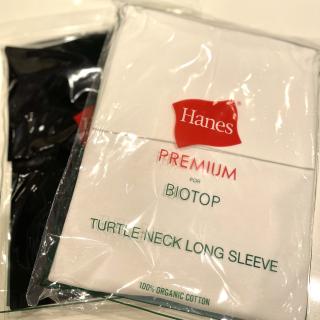 Hanes
PREMIUM
FOR
BIOTOP
TURTLE NECK LONG SLEEVE
100% ORGANIC COTTON